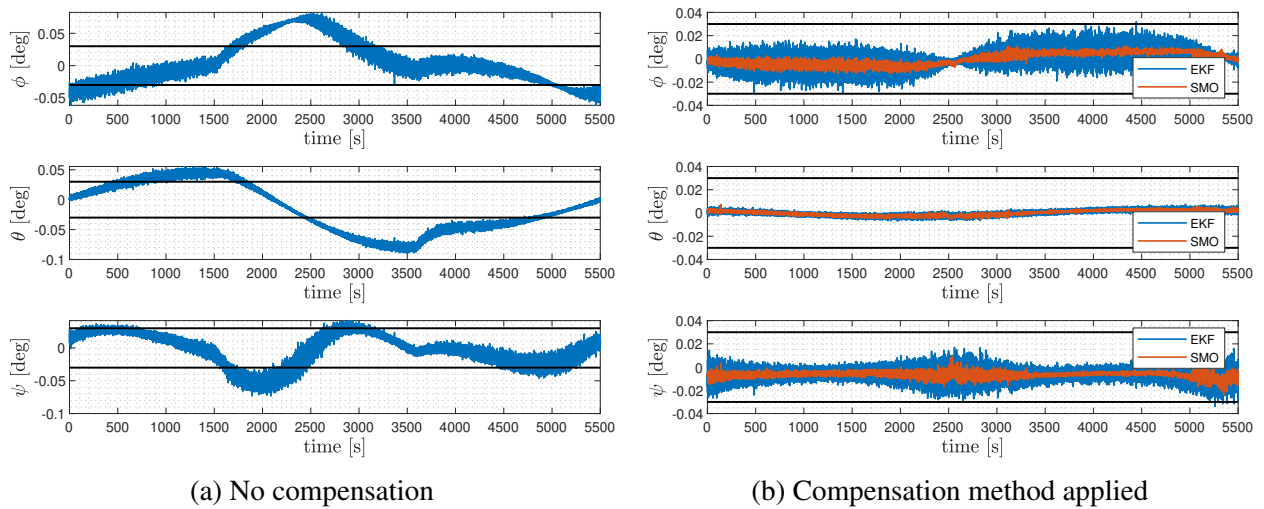 0.05
0
-0.05
ϕ [deg]
0 500 1000 1500 2000 2500 3000 3500 4000 4500 5000 5500
time [s]
0.05
0
-0.05
-0.1
θ [deg]
0 500 1000 1500 2000 2500 3000 3500 4000 4500 5000 5500
time [s]
0
-0.05
-0.1
ψ [deg]
0 500 1000 1500 2000 2500 3000 3500 4000 4500 5000 5500
time [s]
(a) No compensation
0.04
0.02
0
-0.02
-0.04
ϕ [deg]
EKF
SMO
0 500 1000 1500 2000 2500 3000 3500 4000 4500 5000 5500
time [s]
0.04
0.02
0
-0.02
-0.04
θ [deg]
EKF
SMO
0 500 1000 1500 2000 2500 3000 3500 4000 4500 5000 5500
time [s]
0.04
0.02
0
-0.02
-0.04
ψ [deg]
EKF
SMO
0 500 1000 1500 2000 2500 3000 3500 4000 4500 5000 5500
time [s]
(b) Compensation method applied